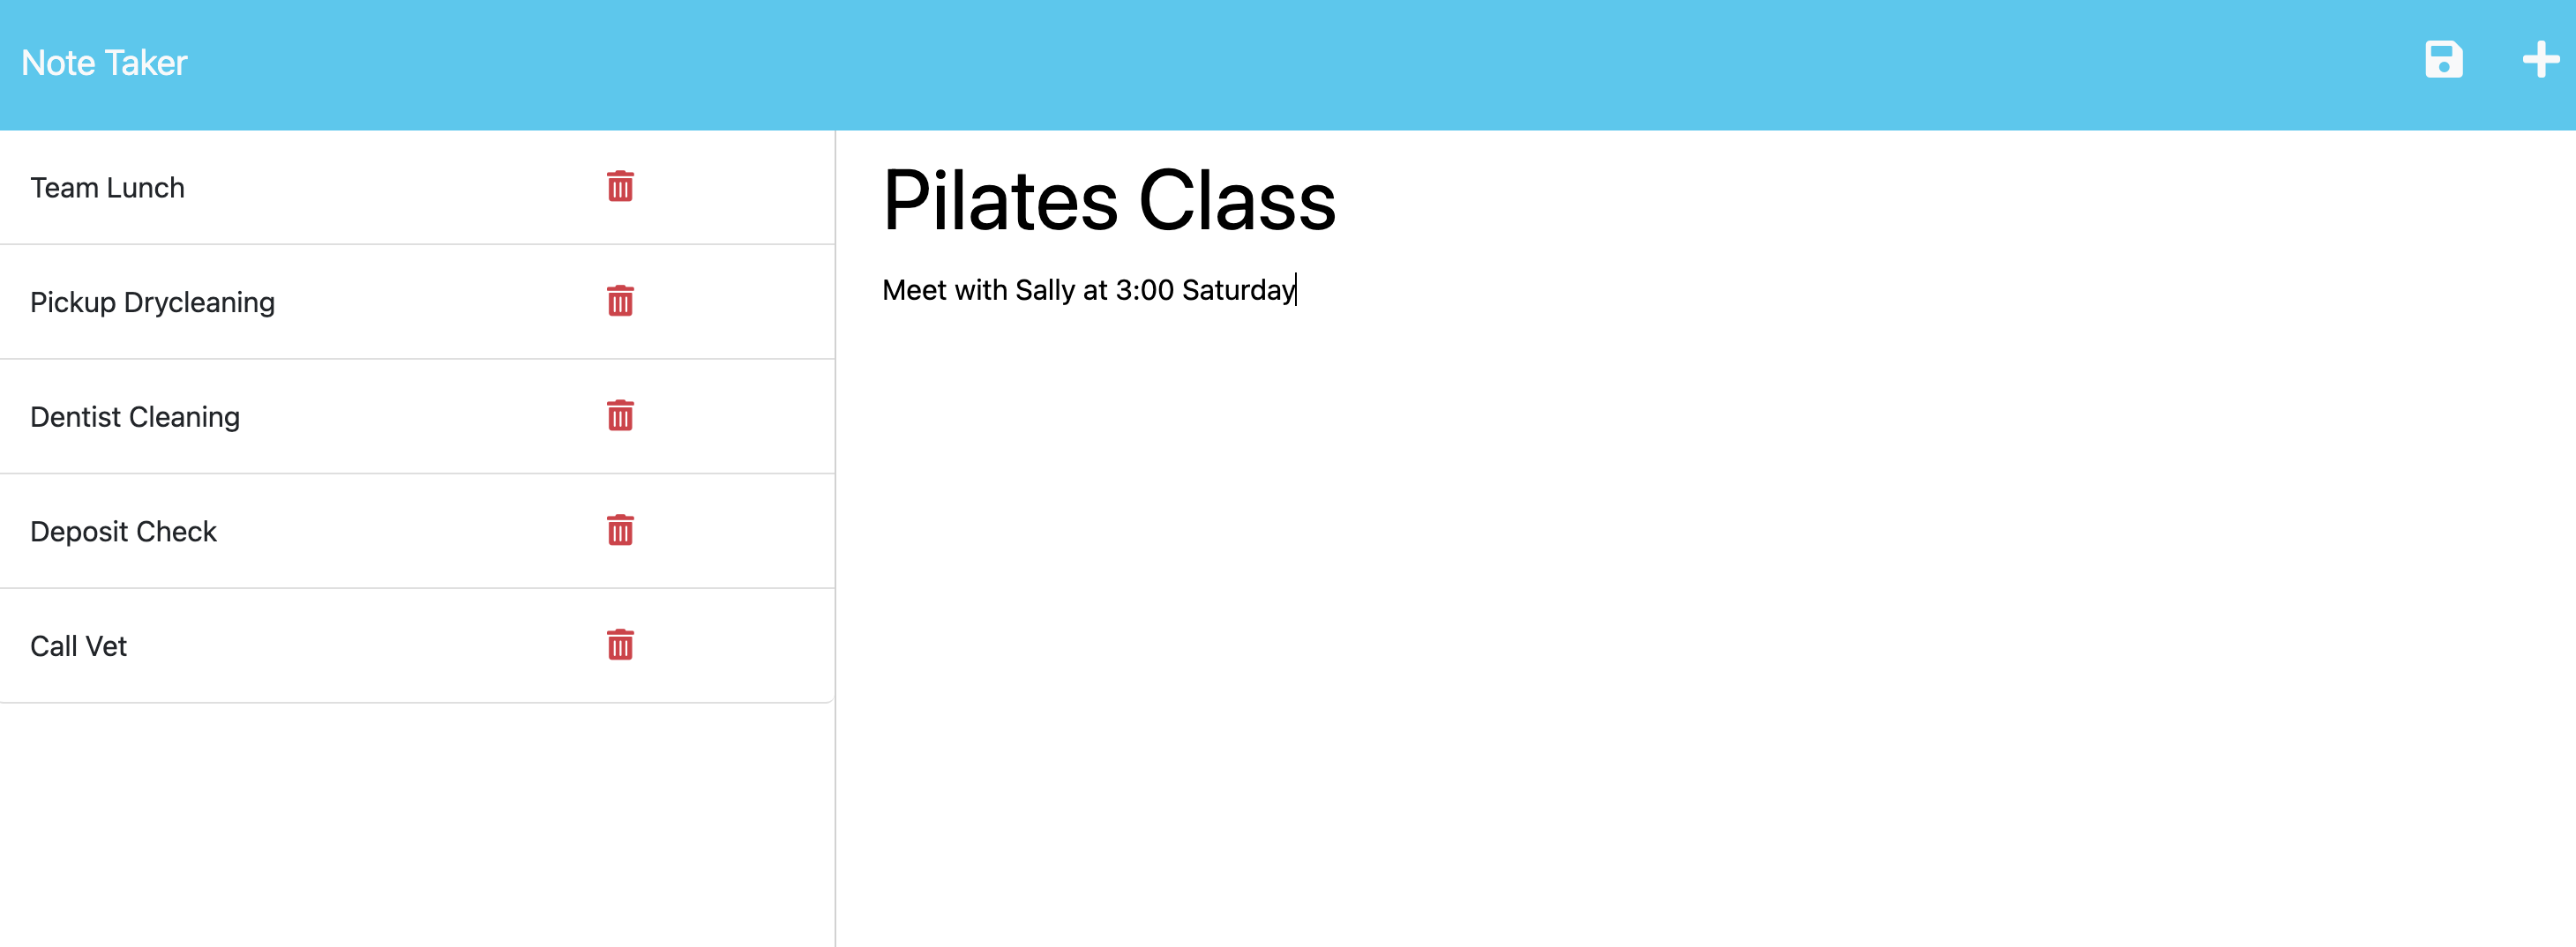 Note Taker
Team Lunch
Pickup Drycleaning
Dentist Cleaning
Deposit Check
Call Vet
Pilates Class
Meet with Sally at 3:00 Saturday